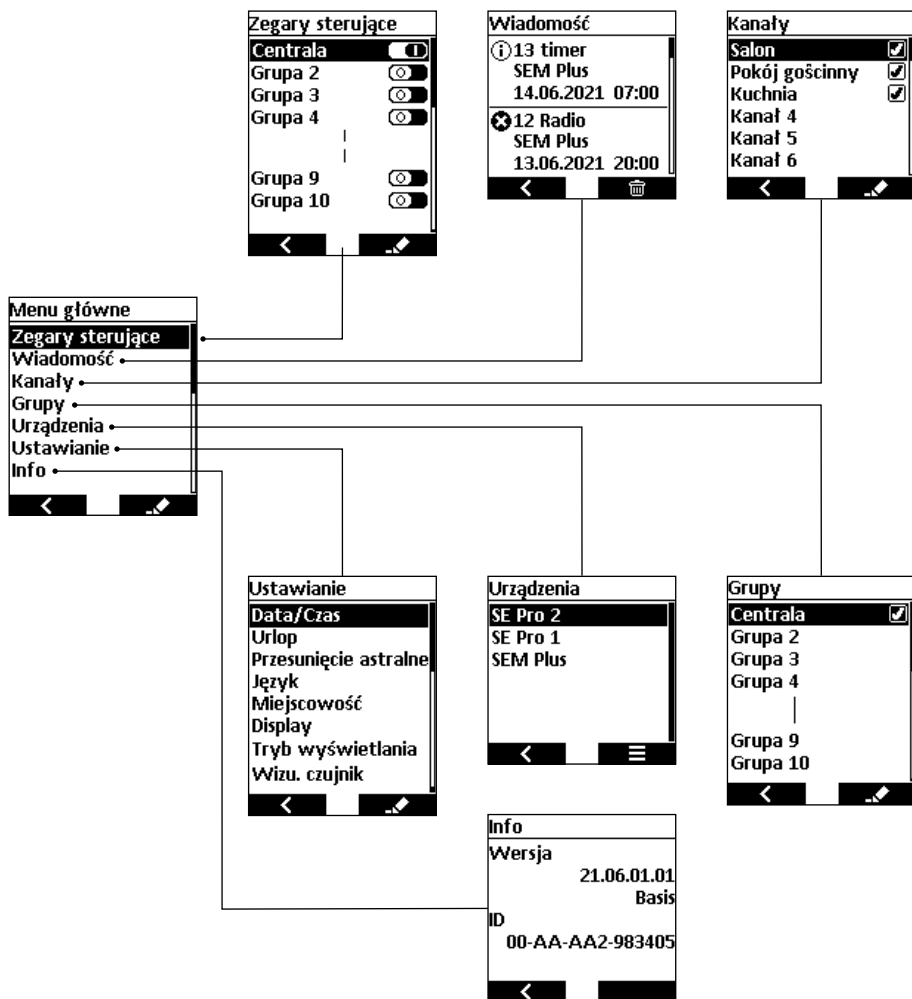 Zegary sterujące
Centrala
Grupa 2
Grupa 3
Grupa 4
Grupa 9
Grupa 10
Wiadomość
13 timer
SEM Plus
14.06.2021 07:00
12 Radio
SEM Plus
13.06.2021 20:00
Kanały
Salon
Pokój gościnny
Kuchnia
Kanał 4
Kanał 5
Kanał 6
Menu główne
Zegary sterujące
Wiadomość
Kanały
Grupy
Urządzenia
Ustawianie
Info
Ustawianie
Data/Czas
Urlop
Przesunięcie astralne
Język
Miejscowość
Display
Tryb wyświetlania
Wizu. czujnik
Urządzenia
SE Pro 2
SE Pro 1
SEM Plus
Grupy
Centrala
Grupa 2
Grupa 3
Grupa 4
Grupa 9
Grupa 10
Info
Wersja
21.06.01.01
Basis
ID
00-AA-AA2-983405